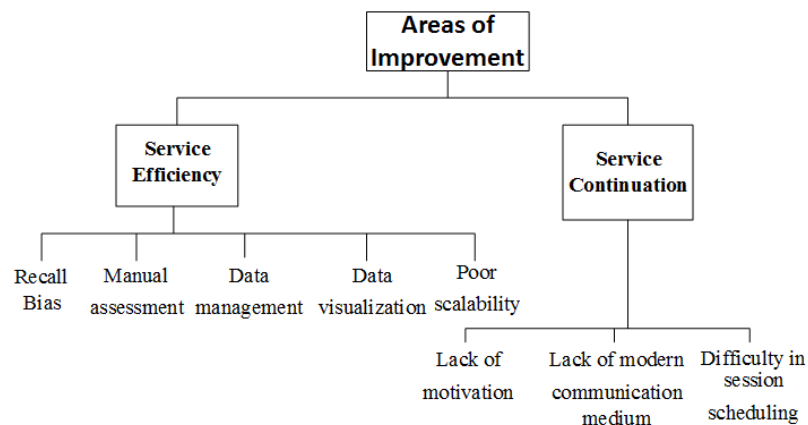 Areas of
Improvement
Service
Efficiency
Service
Continuation
Recall
Bias
Manual
assessment
Data
management
Data
visualization
Poor
scalability
Lack of
motivation
Lack of modern
communication
medium
Difficulty in
session
scheduling